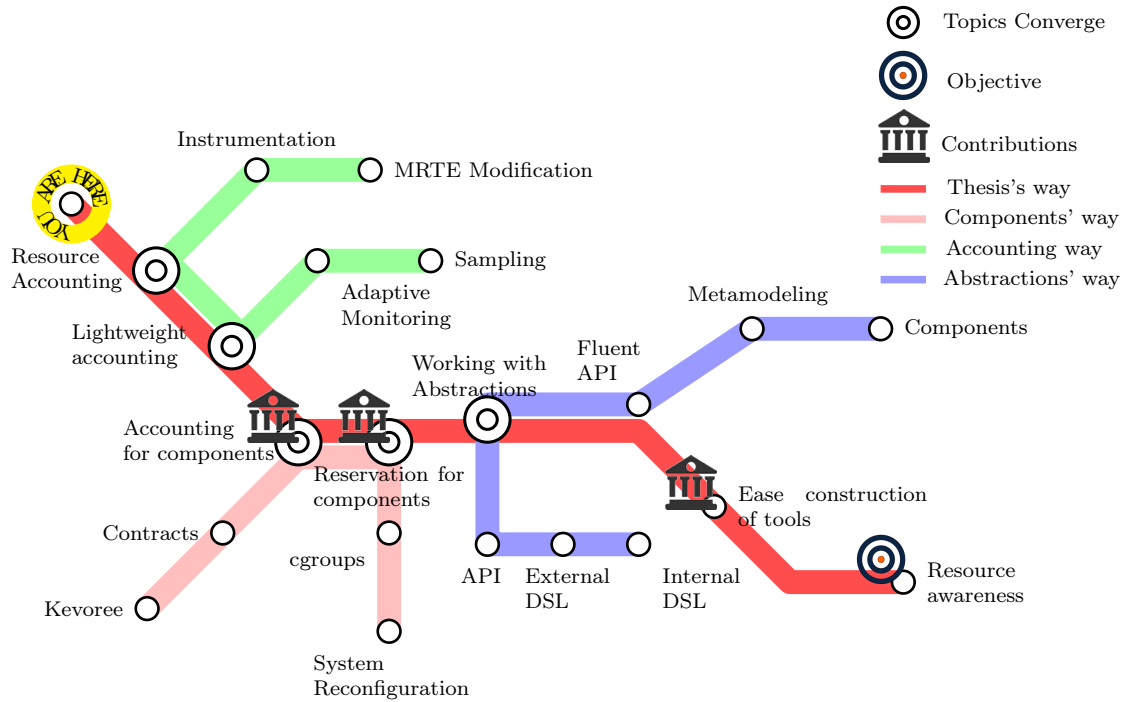 Topics Converge
Objective
Contributions
Thesis's way
Components' way
Accounting way
Abstractions' way
Instrumentation
MRTE Modification
YOU ARE HERE
Resource
Accounting
Sampling
Adaptive
Monitoring
Lightweight
accounting
Metamodeling
Components
Fluent
API
Working with
Abstractions
Accounting
for components
Reservation for
components
Ease construction
of tools
Contracts
cgroups
API
External
DSL
Internal
DSL
Resource
awareness
Kevoree
System
Reconfiguration